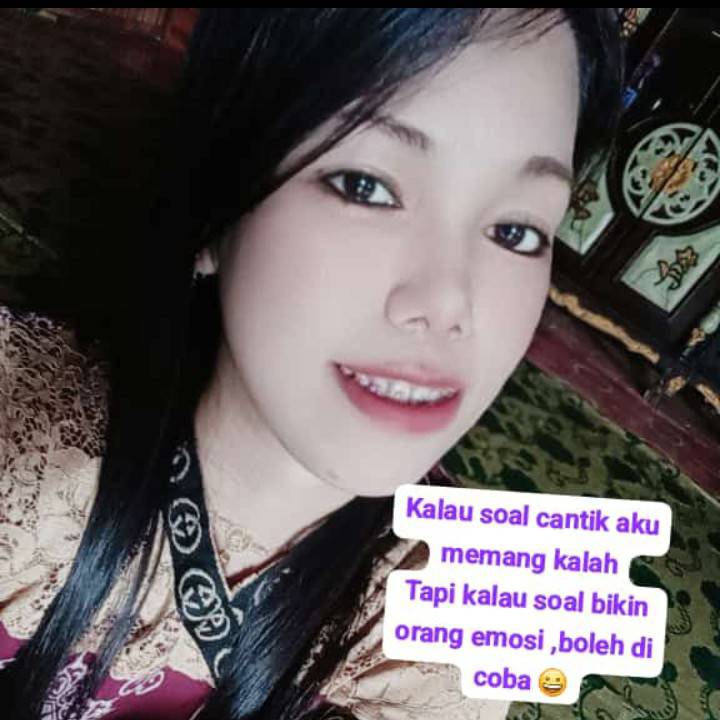 Kalau soal cantik aku
memang kalah
Tapi kalau soal bikin
orang emosi ,boleh di
coba 😀